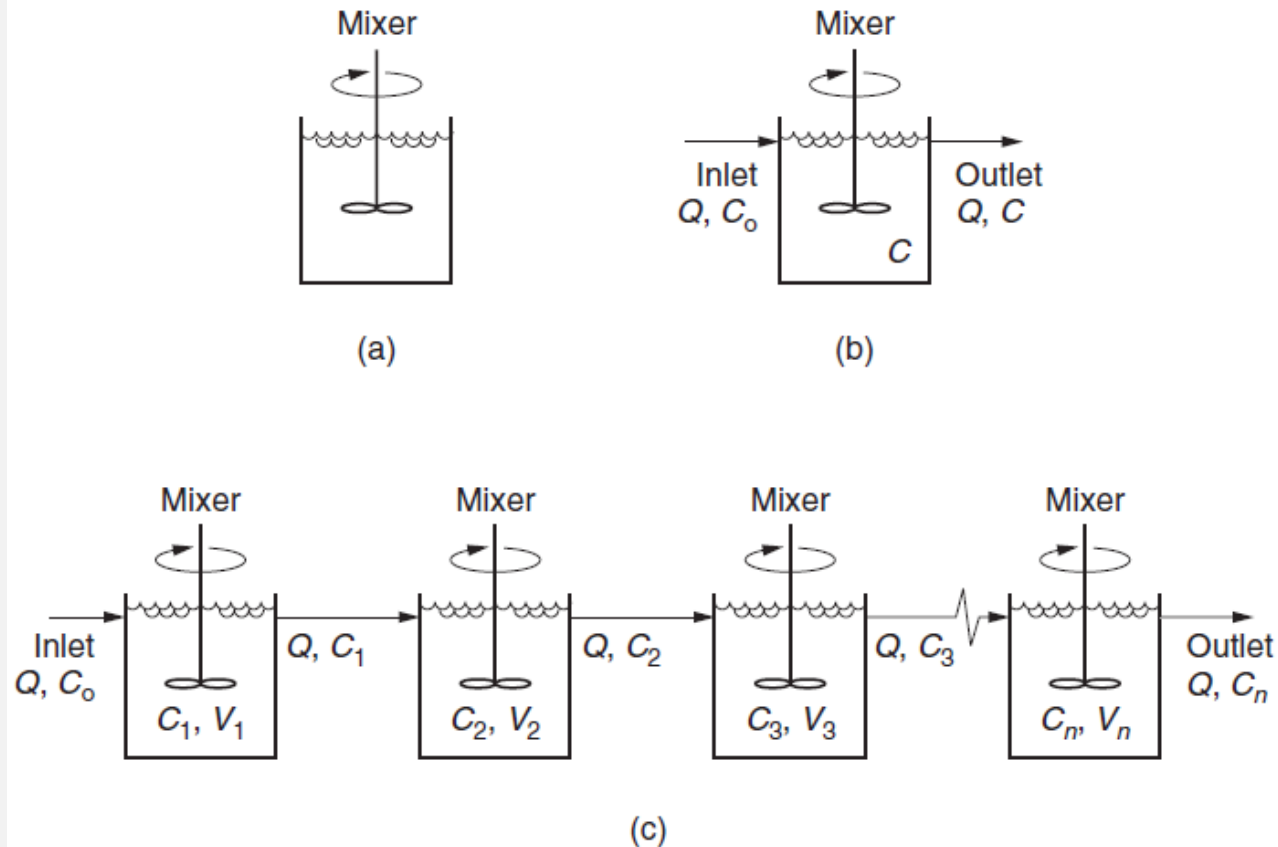 Mixer
(a)
Mixer
Inlet
Q, Cₒ
Outlet
Q, C
C
(b)
Mixer
Mixer
Mixer
Mixer
Inlet
Q, Cₒ
Q, C₁
Q, C₂
Q, C₃
Outlet
Q, Cₙ
C₁, V₁
C₂, V₂
C₃, V₃
Cₙ, Vₙ
(c)